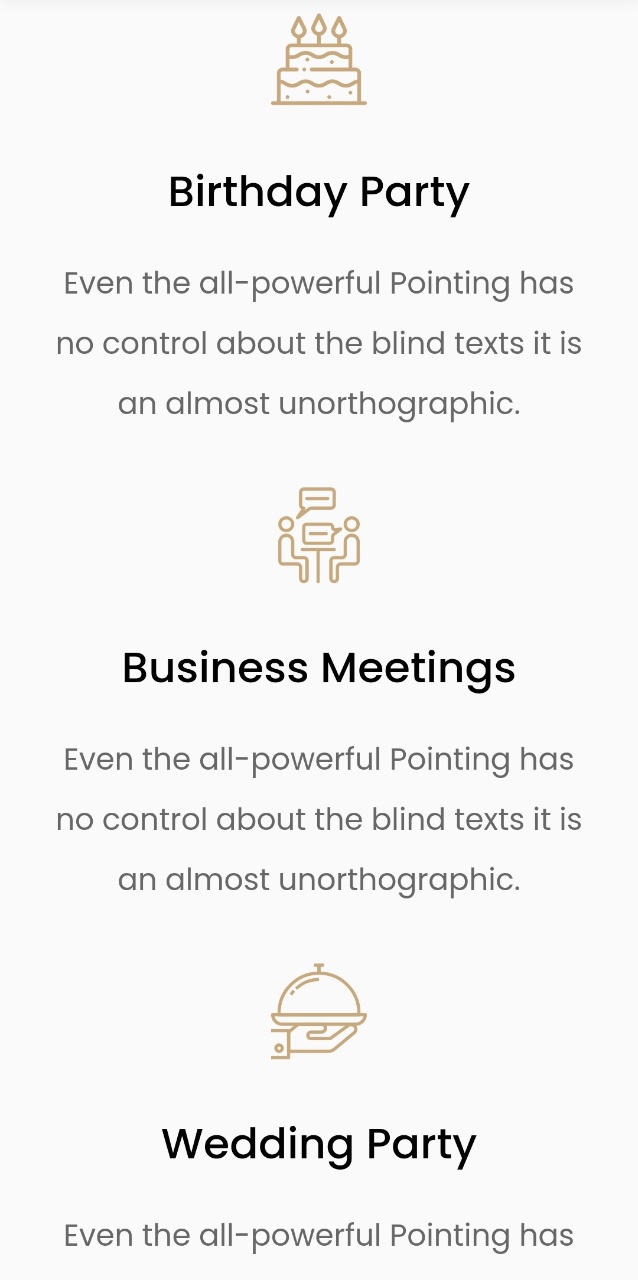 Birthday Party
Even the all-powerful Pointing has
no control about the blind texts it is
an almost unorthographic.
Business Meetings
Even the all-powerful Pointing has
no control about the blind texts it is
an almost unorthographic.
Wedding Party
Even the all-powerful Pointing has